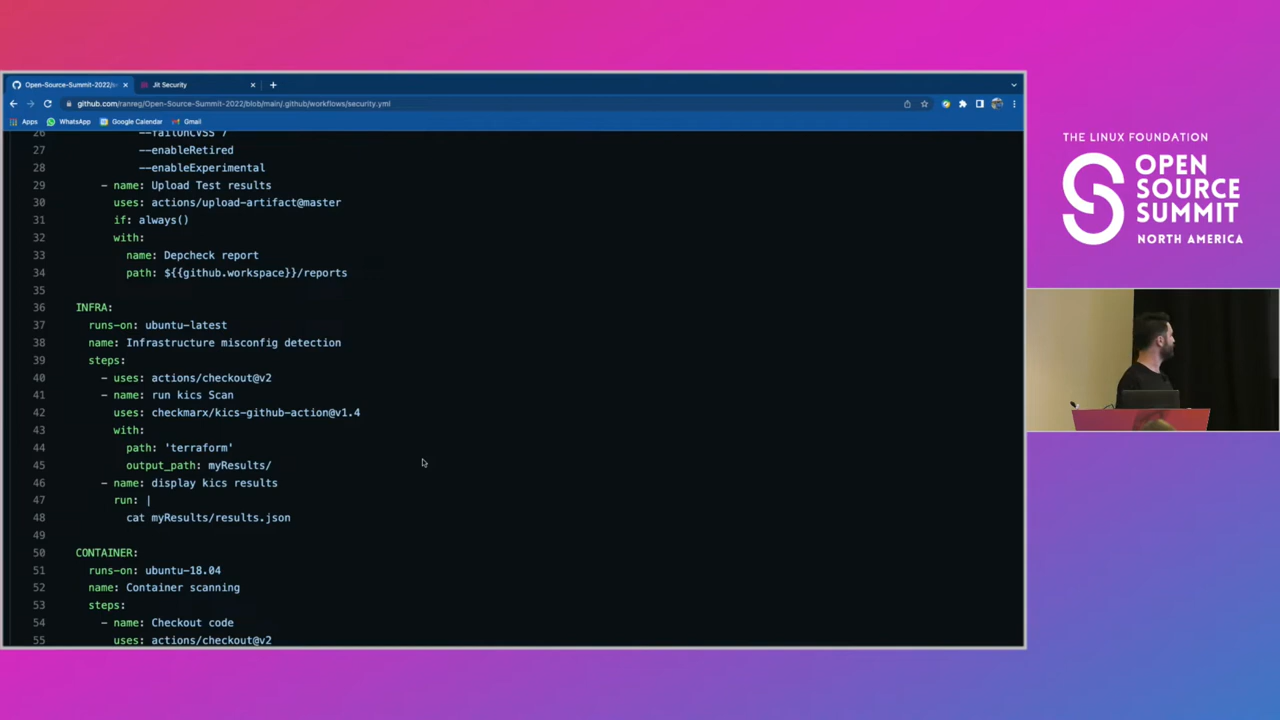 Open-Source-Summit-2022/s
Jit Security
github.com/ranreg/Open-Source-Summit-2022/blob/main/.github/workflows/security.yml
Apps
WhatsApp
Google Calendar
Gmail
26 --failOnCVSS 7
27 --enableRetired
28 --enableExperimental
29 - name: Upload Test results
30 uses: actions/upload-artifact@master
31 if: always()
32 with:
33 name: Depcheck report
34 path: ${{github.workspace}}/reports
35
36 INFRA:
37 runs-on: ubuntu-latest
38 name: Infrastructure misconfig detection
39 steps:
40 - uses: actions/checkout@v2
41 - name: run kics Scan
42 uses: checkmarx/kics-github-action@v1.4
43 with:
44 path: 'terraform'
45 output_path: myResults/
46 - name: display kics results
47 run: |
48 cat myResults/results.json
49
50 CONTAINER:
51 runs-on: ubuntu-18.04
52 name: Container scanning
53 steps:
54 - name: Checkout code
55 uses: actions/checkout@v2
THE LINUX FOUNDATION
OPEN
SOURCE
SUMMIT
NORTH AMERICA